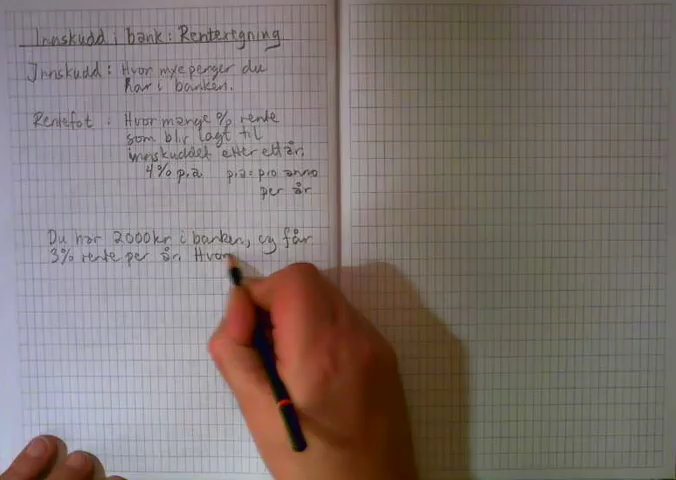 Innskudd i bank: Renteregning
Innskudd: Hvor mye penger du
har i banken.
Rentefot: Hvor mange % rente
som blir lagt til
innskuddet etter ett år.
4% p.a p.a = pro anno
per år
Du har 2000kr i banken, og får
3% rente per år. Hvor